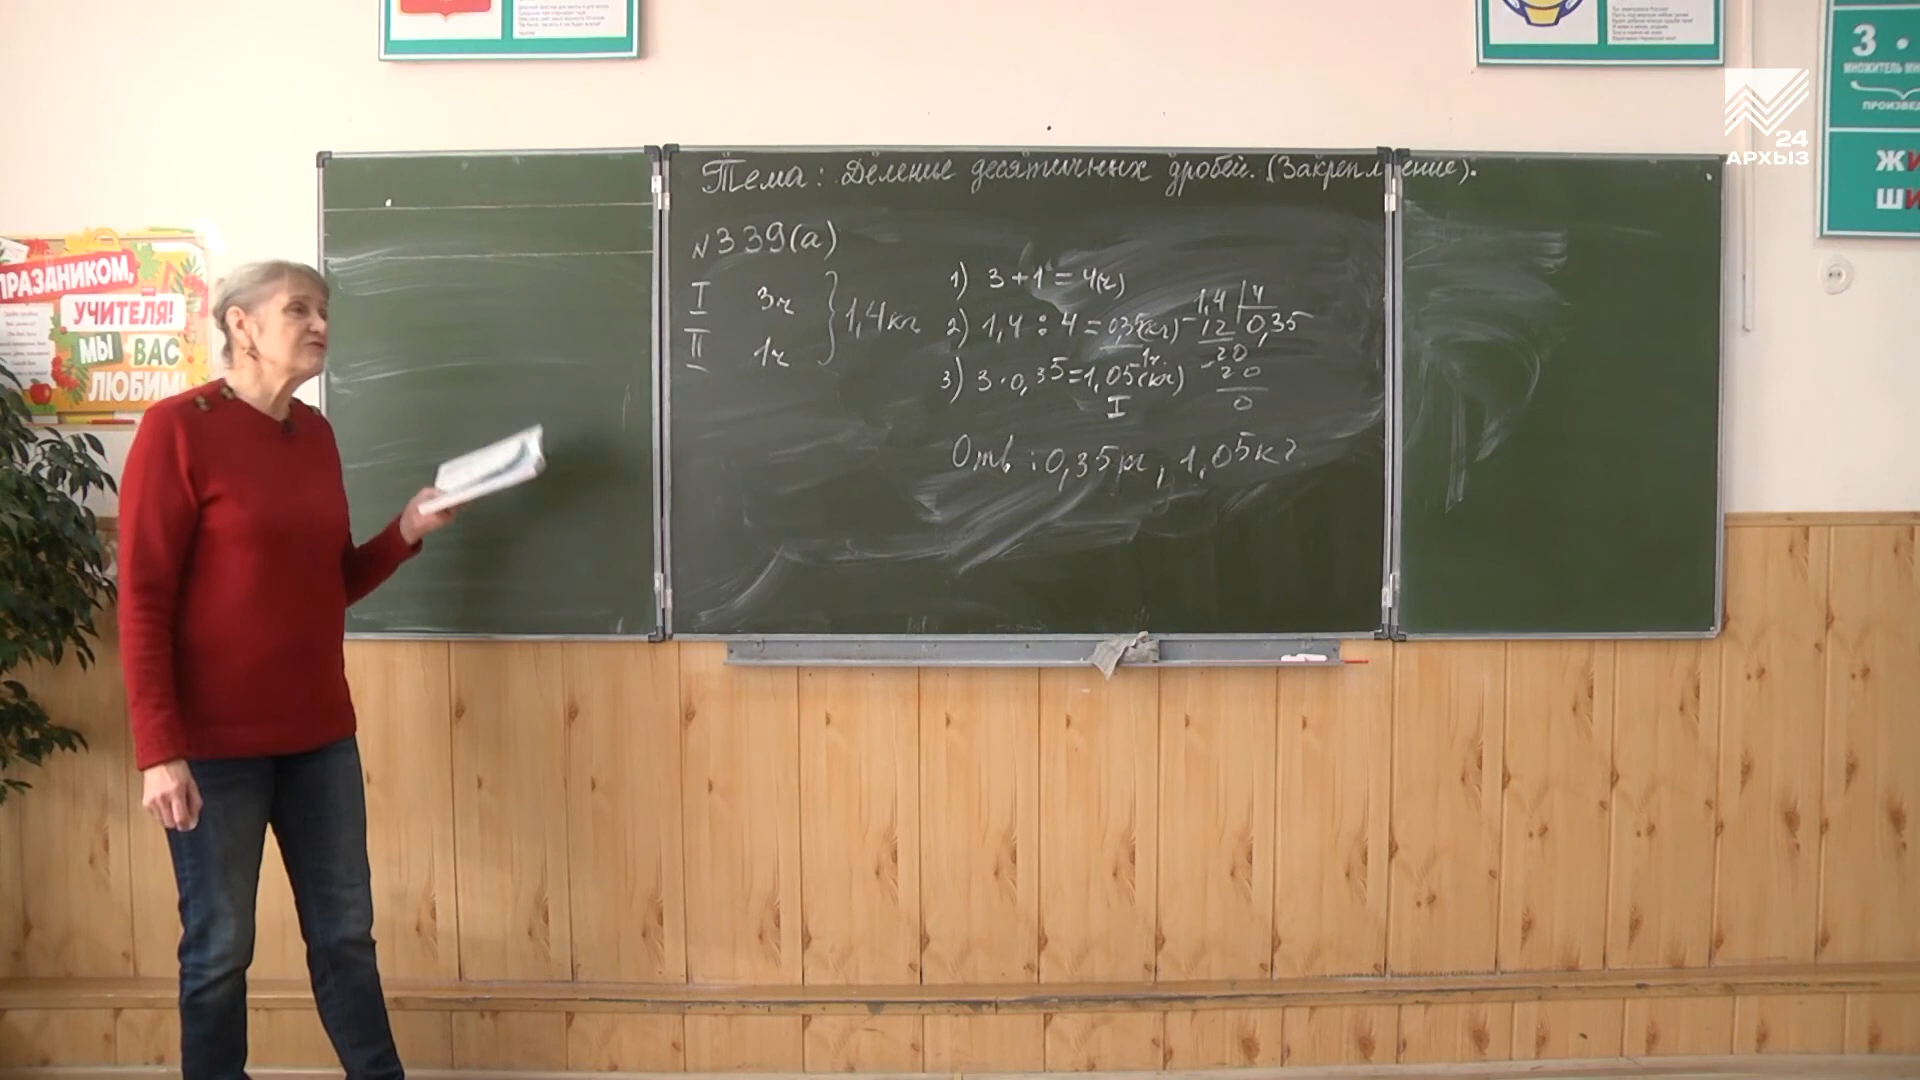 Тема: Деление десятичных дробей. (Закрепление).
№339(а)
I 3ч
II 1ч
} 1,4кг
1) 3+1=4(ч)
2) 1,4:4=0,35(кг)-1ч.
3) 3·0,35=1,05(кг)
I
-1,4|4
12 0,35
-20
20
0
Отв: 0,35кг, 1,05кг
ПРАЗДНИКОМ,
УЧИТЕЛЯ!
МЫ ВАС
ЛЮБИМ!
24
АРХЫЗ
3 ·
МНОЖИТЕЛЬ
ПРОИЗВЕД
ЖИ
ШИ